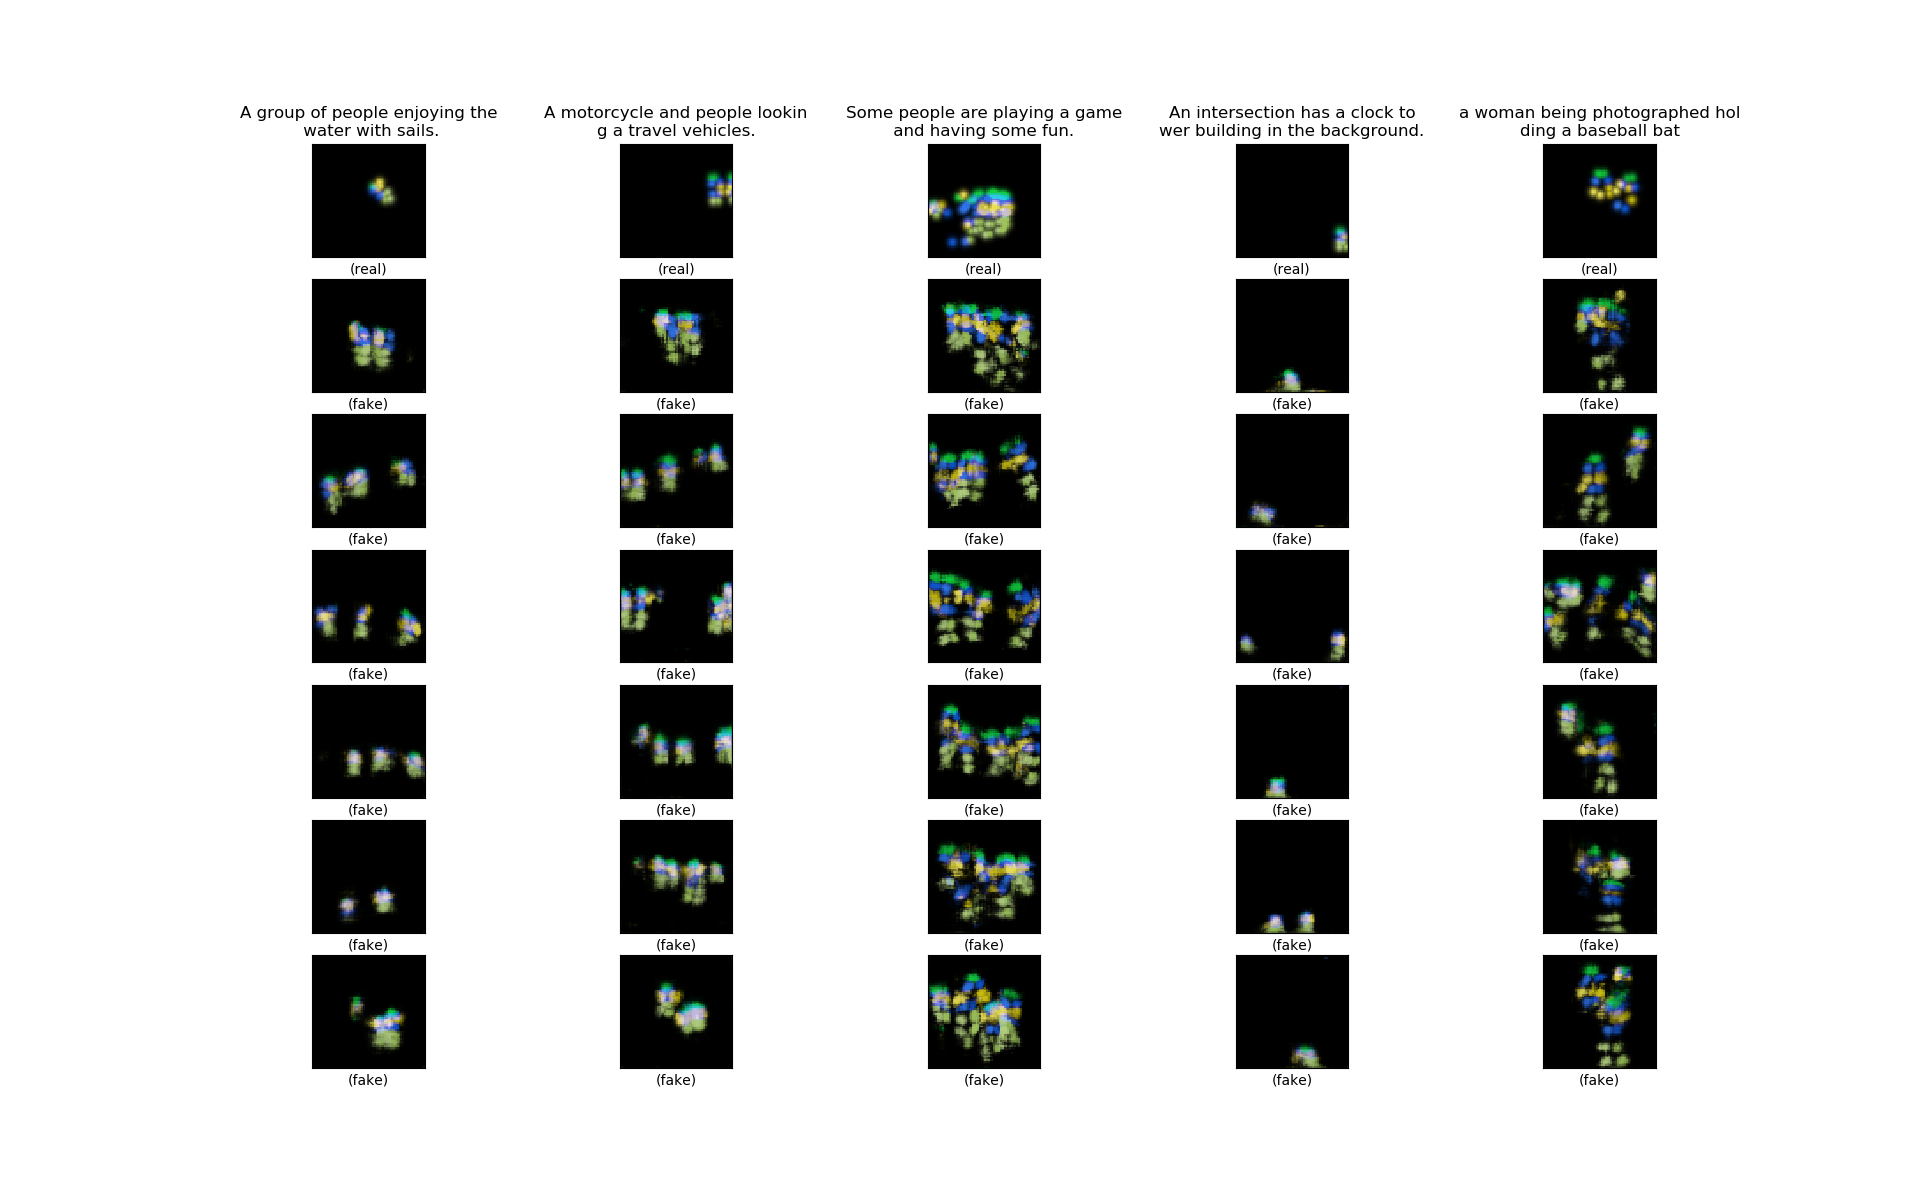 A group of people enjoying the
water with sails.
A motorcycle and people lookin
g a travel vehicles.
Some people are playing a game
and having some fun.
An intersection has a clock to
wer building in the background.
a woman being photographed hol
ding a baseball bat
(real) (real) (real) (real) (real)
(fake) (fake) (fake) (fake) (fake)
(fake) (fake) (fake) (fake) (fake)
(fake) (fake) (fake) (fake) (fake)
(fake) (fake) (fake) (fake) (fake)
(fake) (fake) (fake) (fake) (fake)
(fake) (fake) (fake) (fake) (fake)